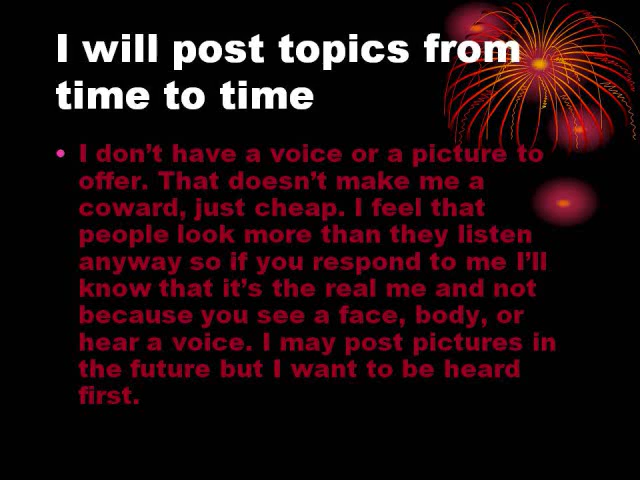 I will post topics from
time to time
• I don’t have a voice or a picture to
offer. That doesn’t make me a
coward, just cheap. I feel that
people look more than they listen
anyway so if you respond to me I’ll
know that it’s the real me and not
because you see a face, body, or
hear a voice. I may post pictures in
the future but I want to be heard
first.